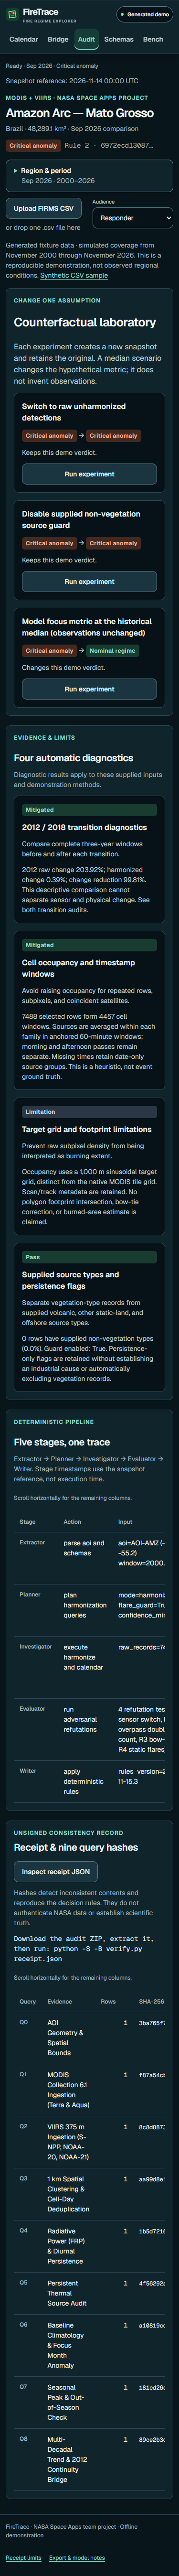 FireTrace
FIRE REGIME EXPLORER
Generated demo
Calendar
Bridge
Audit
Schemas
Bench
Ready · Sep 2026 · Critical anomaly
Snapshot reference: 2026-11-14 00:00 UTC
MODIS + VIIRS · NASA SPACE APPS PROJECT
Amazon Arc — Mato Grosso
Brazil · 48,289.1 km² · Sep 2026 comparison
Critical anomaly
Rule 2 · 6972ecd13087…
Region & period
Sep 2026 · 2000–2026
Upload FIRMS CSV
Audience
Responder
or drop one .csv file here
Generated fixture data · simulated coverage from
November 2000 through November 2026. This is a
reproducible demonstration, not observed regional
conditions. Synthetic CSV sample
CHANGE ONE ASSUMPTION
Counterfactual laboratory
Each experiment creates a new snapshot
and retains the original. A median scenario
changes the hypothetical metric; it does
not invent observations.
Switch to raw unharmonized
detections
Critical anomaly → Critical anomaly
Keeps this demo verdict.
Run experiment
Disable supplied non-vegetation
source guard
Critical anomaly → Critical anomaly
Keeps this demo verdict.
Run experiment
Model focus metric at the historical
median (observations unchanged)
Critical anomaly → Nominal regime
Changes this demo verdict.
Run experiment
EVIDENCE & LIMITS
Four automatic diagnostics
Diagnostic results apply to these supplied inputs
and demonstration methods.
Mitigated
2012 / 2018 transition diagnostics
Compare complete three-year windows
before and after each transition.
2012 raw change 203.92%; harmonized
change 0.39%; change reduction 99.81%.
This descriptive comparison cannot
separate sensor and physical change. See
both transition audits.
Mitigated
Cell occupancy and timestamp
windows
Avoid raising occupancy for repeated rows,
subpixels, and coincident satellites.
7488 selected rows form 4457 cell
windows. Sources are averaged within each
family in anchored 60-minute windows;
morning and afternoon passes remain
separate. Missing times retain date-only
source groups. This is a heuristic, not event
ground truth.
Limitation
Target grid and footprint limitations
Prevent raw subpixel density from being
interpreted as burning extent.
Occupancy uses a 1,000 m sinusoidal target
grid, distinct from the native MODIS tile grid.
Scan/track metadata are retained. No
polygon footprint intersection, bow-tie
correction, or burned-area estimate is
claimed.
Pass
Supplied source types and
persistence flags
Separate vegetation-type records from
supplied volcano, other static-land, and
offshore source types.
0 rows have supplied non-vegetation types
(0.0%). Guard enabled: True. Persistence-
only flags are retained without establishing
an industrial cause or automatically
excluding vegetation records.
DETERMINISTIC PIPELINE
Five stages, one trace
Extractor → Planner → Investigator → Evaluator →
Writer. Stage timestamps use the snapshot
reference, not execution time.
Scroll horizontally for the remaining columns.
Stage Action Input
Extractor parse aoi and schemas
Planner plan harmonization queries
Investigator execute harmonize and calendar
Evaluator run adversarial refutations
Writer apply deterministic rules
UNSIGNED CONSISTENCY RECORD
Receipt & nine query hashes
Inspect receipt JSON
Hashes detect inconsistent contents and
reproduce the decision rules. They do not
authenticate NASA data or establish scientific
truth.
Download the audit ZIP, extract it,
then run: python -S -B verify.py
receipt.json
Scroll horizontally for the remaining columns.
Query Evidence Rows SHA-256
Q0 AOI Geometry & Spatial Bounds
Q1 MODIS Collection 6.1 Ingestion (Terra & Aqua) 1
Q2 VIIRS 375 m Ingestion (S-NPP, NOAA-20, NOAA-21) 1
Q3 1 km Spatial Clustering & Cell-Day Deduplication 1
Q4 Radiative Power (FRP) & Diurnal Persistence 1
Q5 Persistent Thermal Source Audit 1
Q6 Baseline Climatology & Focus Month Anomaly 1
Q7 Seasonal Peak & Out-of-Season Check 1
Q8 Multi-Decadal Trend & 2012 Continuity Bridge 1
FireTrace · NASA Space Apps team project · Offline
demonstration
Receipt limits
Export & model notes